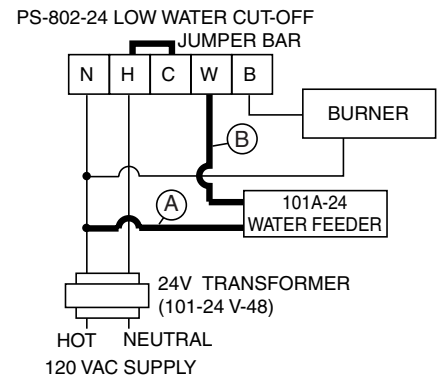 PS-802-24 LOW WATER CUT-OFF
JUMPER BAR
N H C W B
BURNER
B
A
101A-24
WATER FEEDER
24V TRANSFORMER
(101-24 V-48)
HOT NEUTRAL
120 VAC SUPPLY